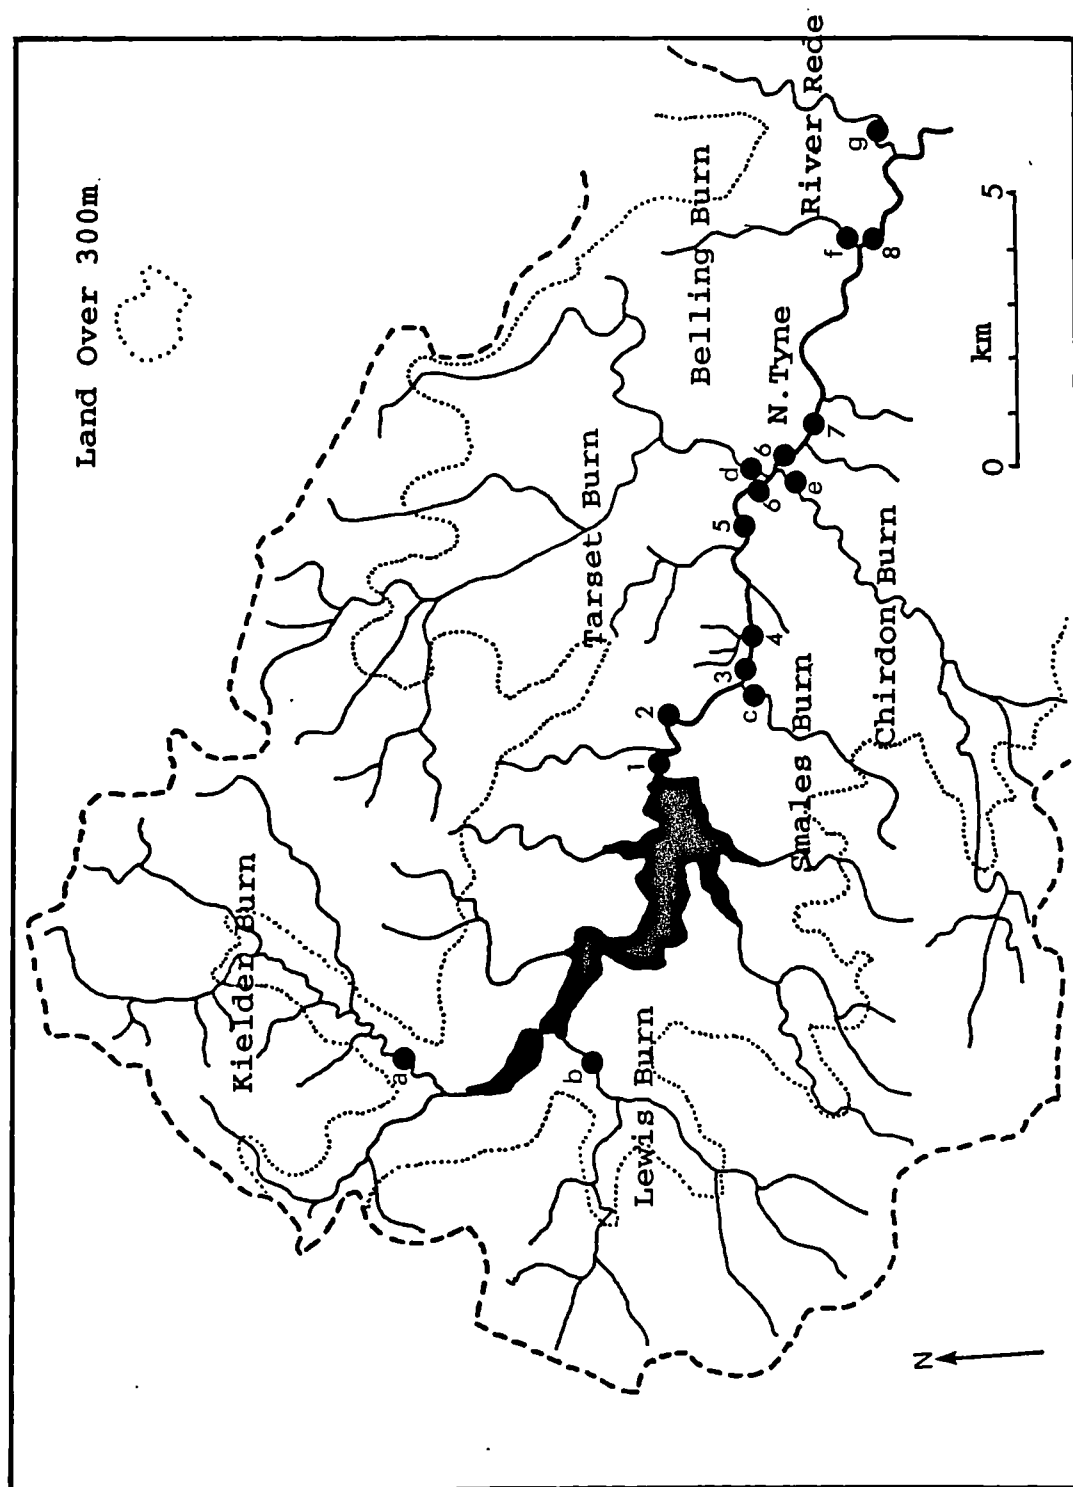 Land Over 300m
Kielder Burn
a
Lewis Burn
b
Tarset Burn
Belling Burn
River Rede
N.Tyne
Smales Burn
Chirdon Burn
1
2
3
c
4
5
6
d
6
e
7
f
8
g
0
km
5
N